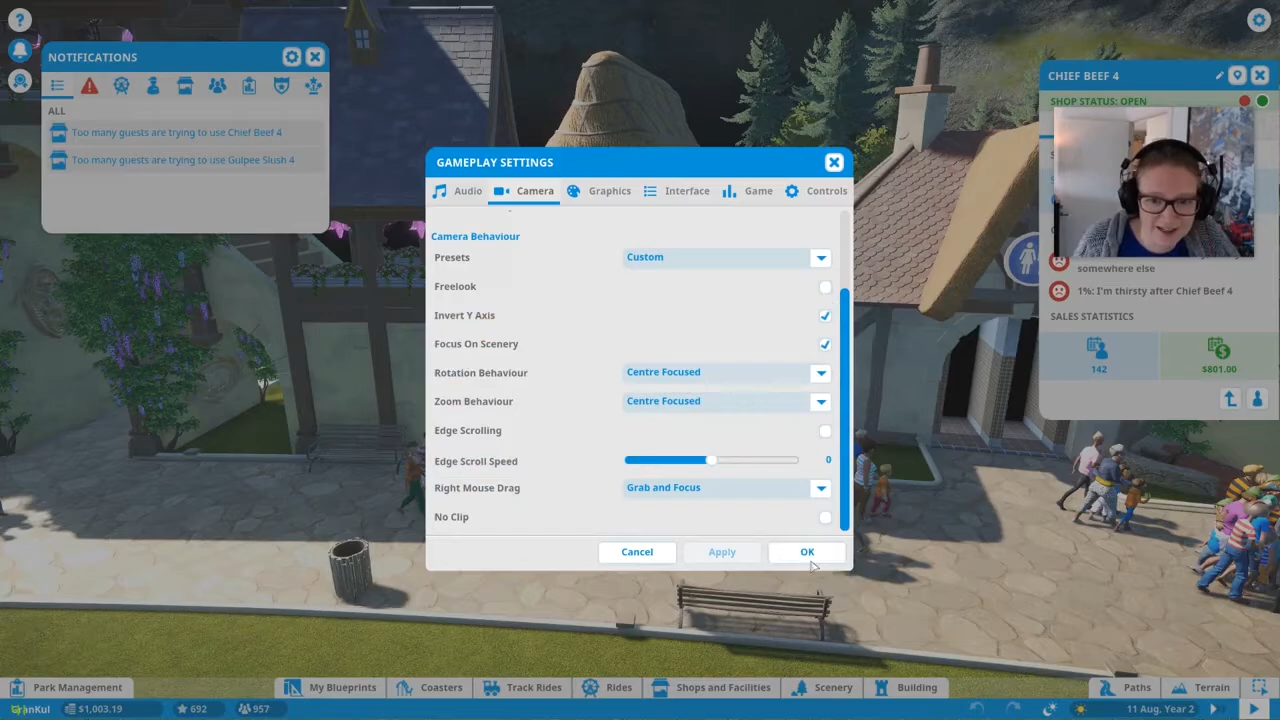 ?
NOTIFICATIONS
ALL
Too many guests are trying to use Chief Beef 4
Too many guests are trying to use Gulpee Slush 4
GAMEPLAY SETTINGS
Audio
Camera
Graphics
Interface
Game
Controls
Camera Behaviour
Presets
Custom
Freelook
Invert Y Axis
Focus On Scenery
Rotation Behaviour
Centre Focused
Zoom Behaviour
Centre Focused
Edge Scrolling
Edge Scroll Speed
0
Right Mouse Drag
Grab and Focus
No Clip
Cancel
Apply
OK
CHIEF BEEF 4
SHOP STATUS: OPEN
somewhere else
1%: I'm thirsty after Chief Beef 4
SALES STATISTICS
142
$801.00
Park Management
My Blueprints
Coasters
Track Rides
Rides
Shops and Facilities
Scenery
Building
Paths
Terrain
$1,003.19
692
957
11 Aug, Year 2